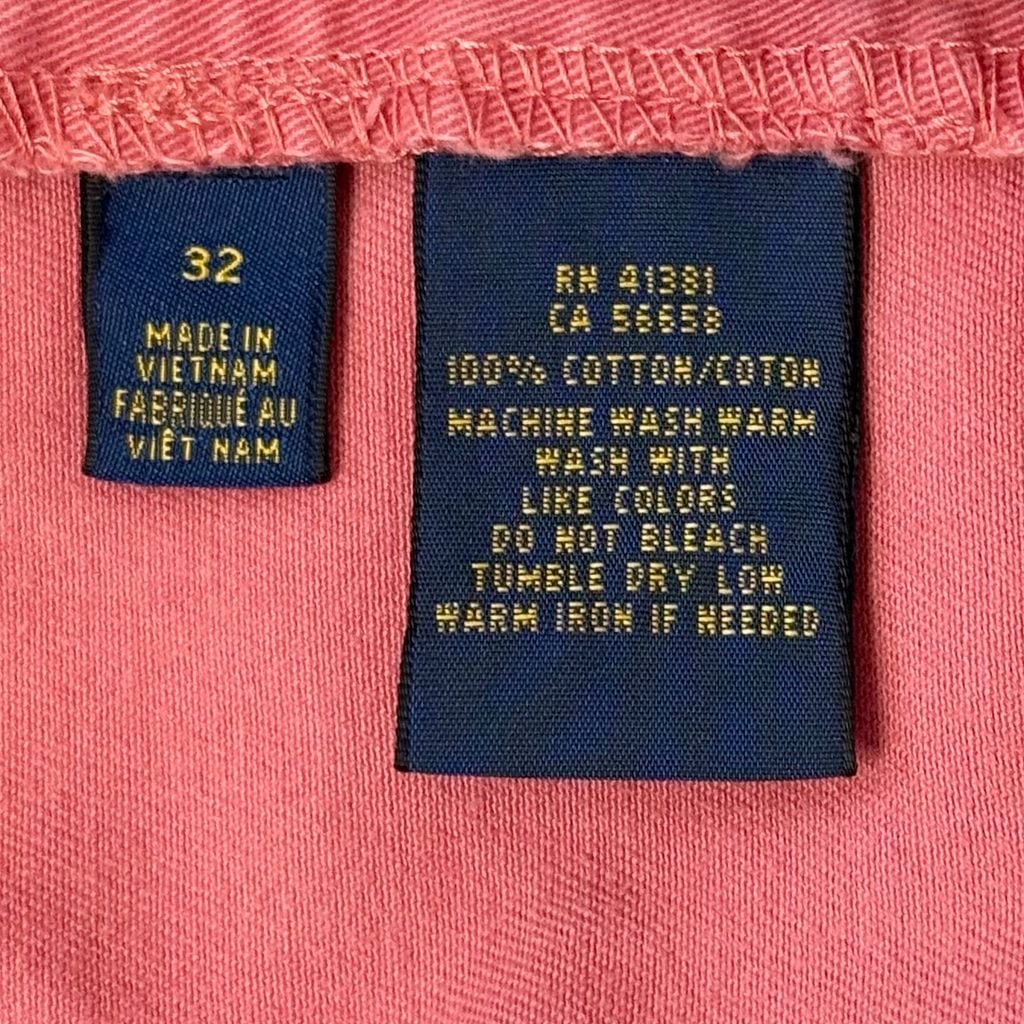 32
MADE IN
VIETNAM
FABRIQUÉ AU
VIÊT NAM
RN 41381
CA 56658
100% COTTON/COTON
MACHINE WASH WARM
WASH WITH
LIKE COLORS
DO NOT BLEACH
TUMBLE DRY LOW
WARM IRON IF NEEDED